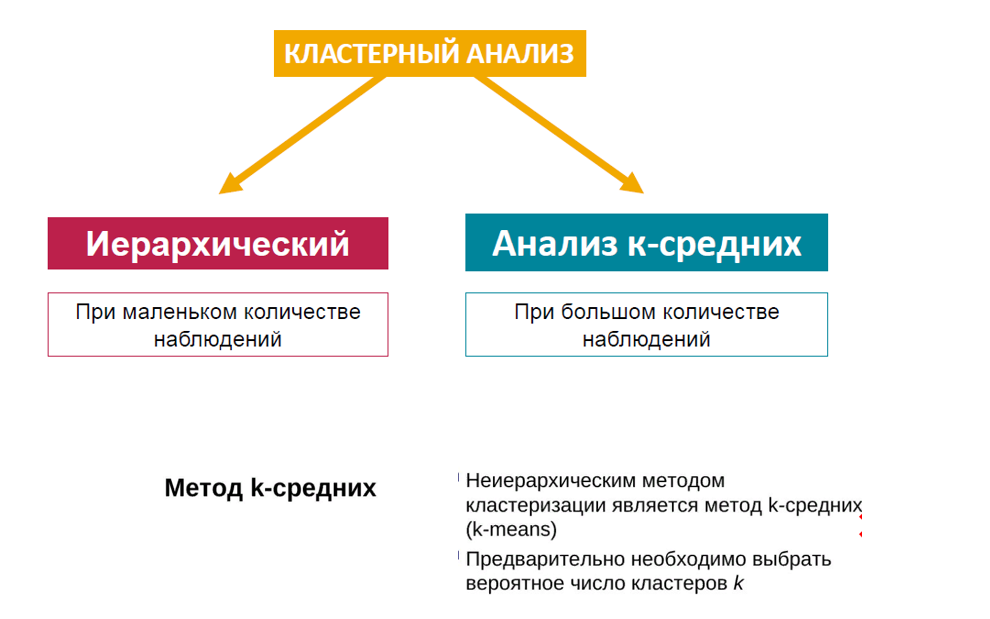 КЛАСТЕРНЫЙ АНАЛИЗ
Иерархический
При маленьком количестве
наблюдений
Анализ к-средних
При большом количестве
наблюдений
Метод k-средних
Неиерархическим методом
кластеризации является метод k-средних
(k-means)
Предварительно необходимо выбрать
вероятное число кластеров k